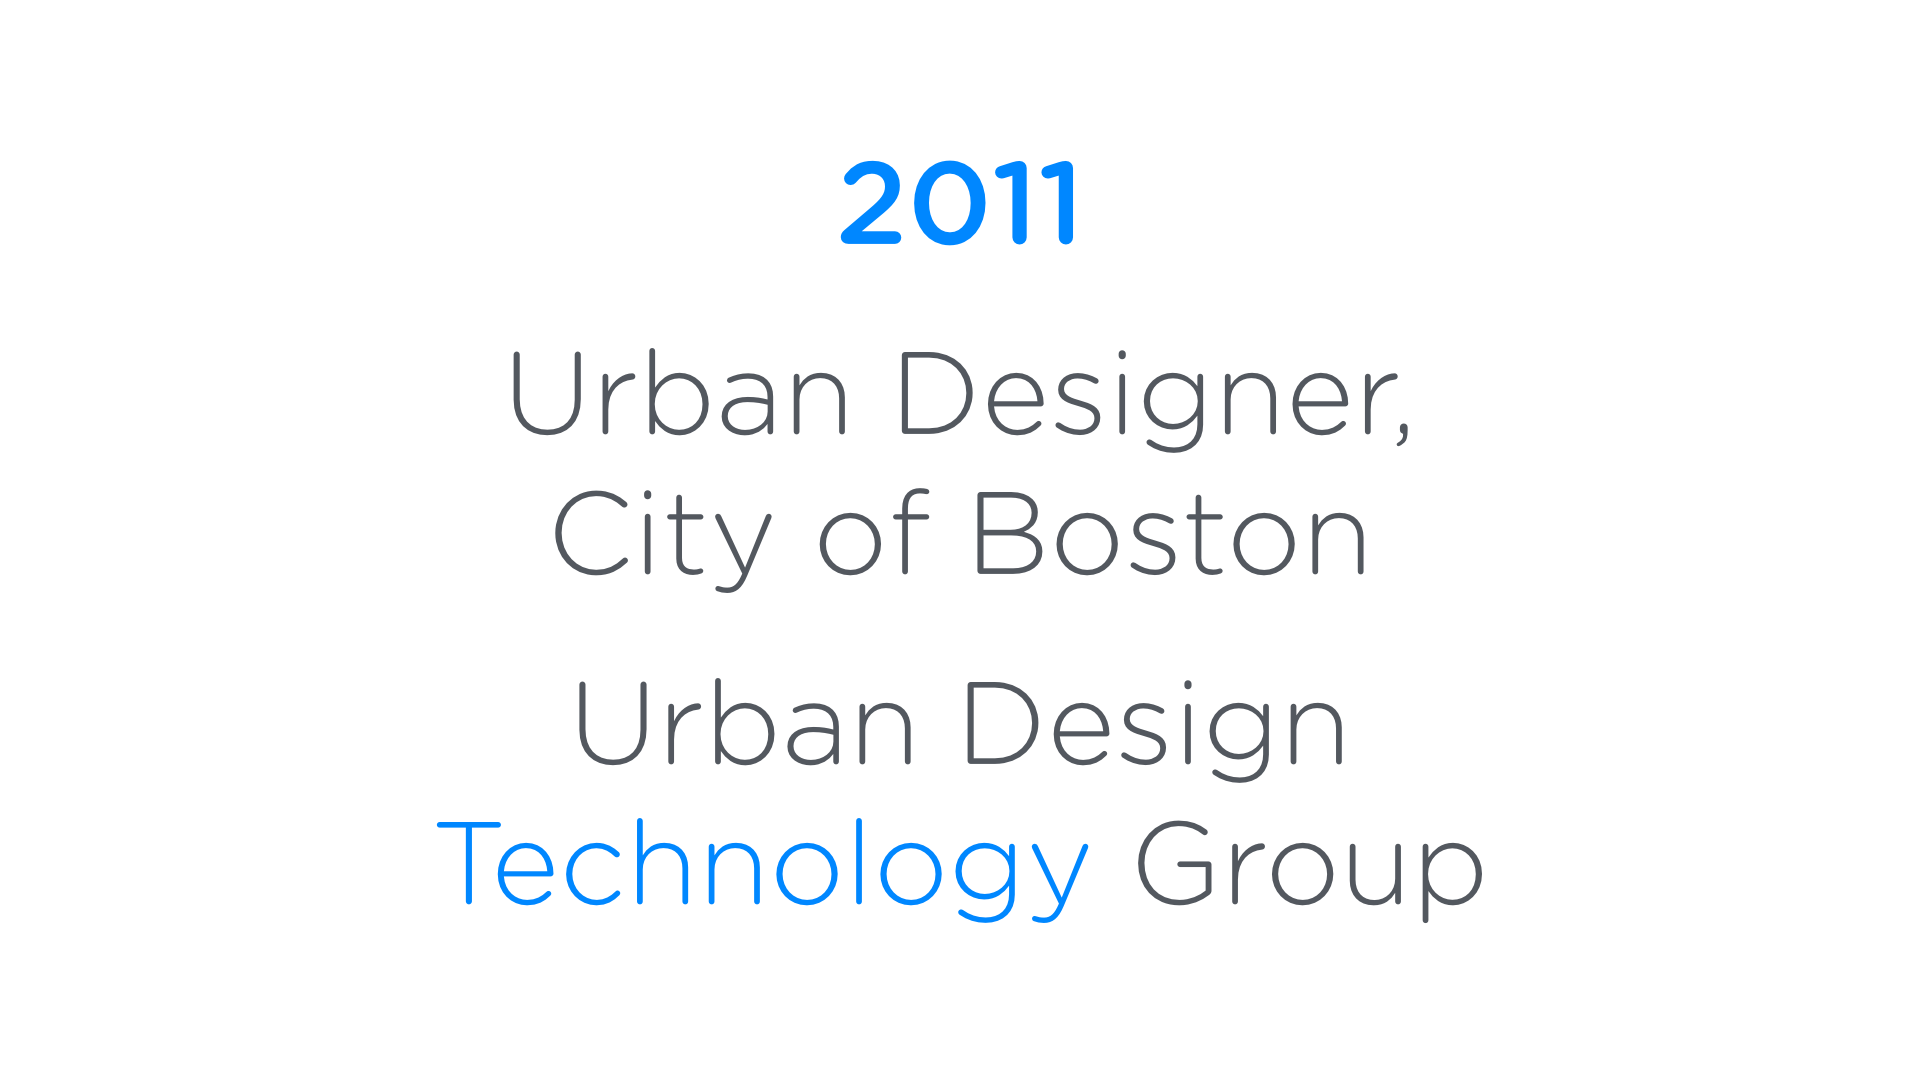 2011
Urban Designer,
City of Boston
Urban Design
Technology Group